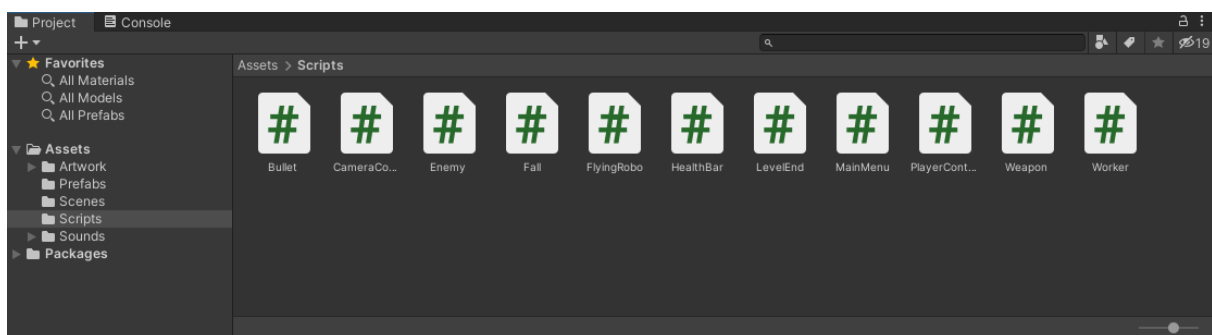 Project Console
19
Favorites
All Materials
All Models
All Prefabs
Assets
Artwork
Prefabs
Scenes
Scripts
Sounds
Packages
Assets > Scripts
# # # # # # # # # # #
Bullet CameraCo... Enemy Fall FlyingRobo HealthBar LevelEnd MainMenu PlayerCont... Weapon Worker